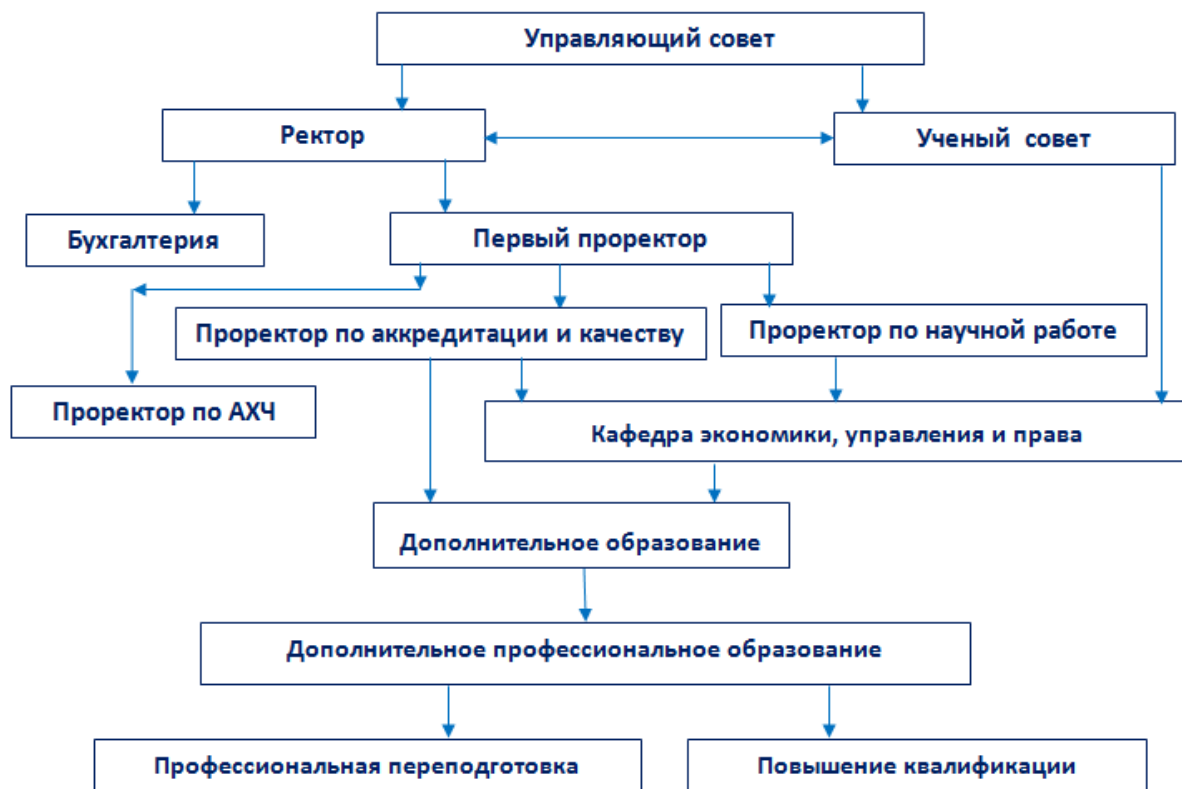 Управляющий совет
Ректор
Ученый совет
Бухгалтерия
Первый проректор
Проректор по аккредитации и качеству
Проректор по научной работе
Проректор по АХЧ
Кафедра экономики, управления и права
Дополнительное образование
Дополнительное профессиональное образование
Профессиональная переподготовка
Повышение квалификации